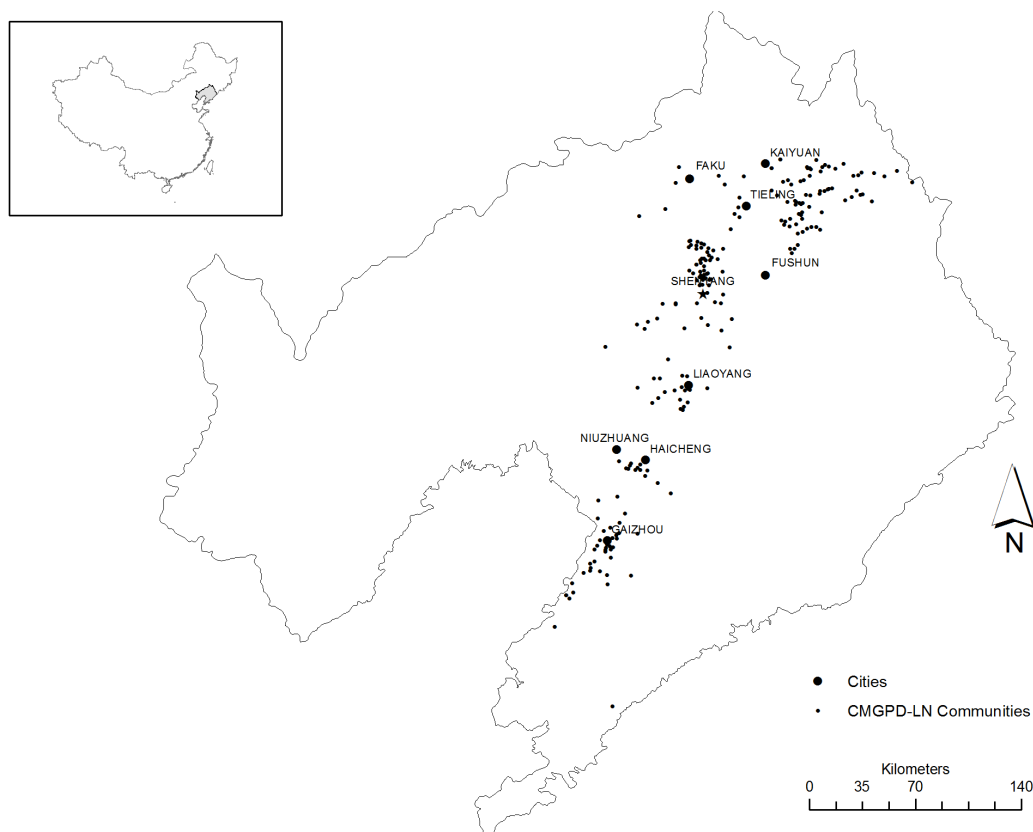 KAIYUAN
FAKU
TIELING
FUSHUN
SHENYANG
LIAOYANG
NIUZHUANG
HAICHENG
GAIZHOU
N
Cities
CMGPD-LN Communities
Kilometers
0 35 70 140